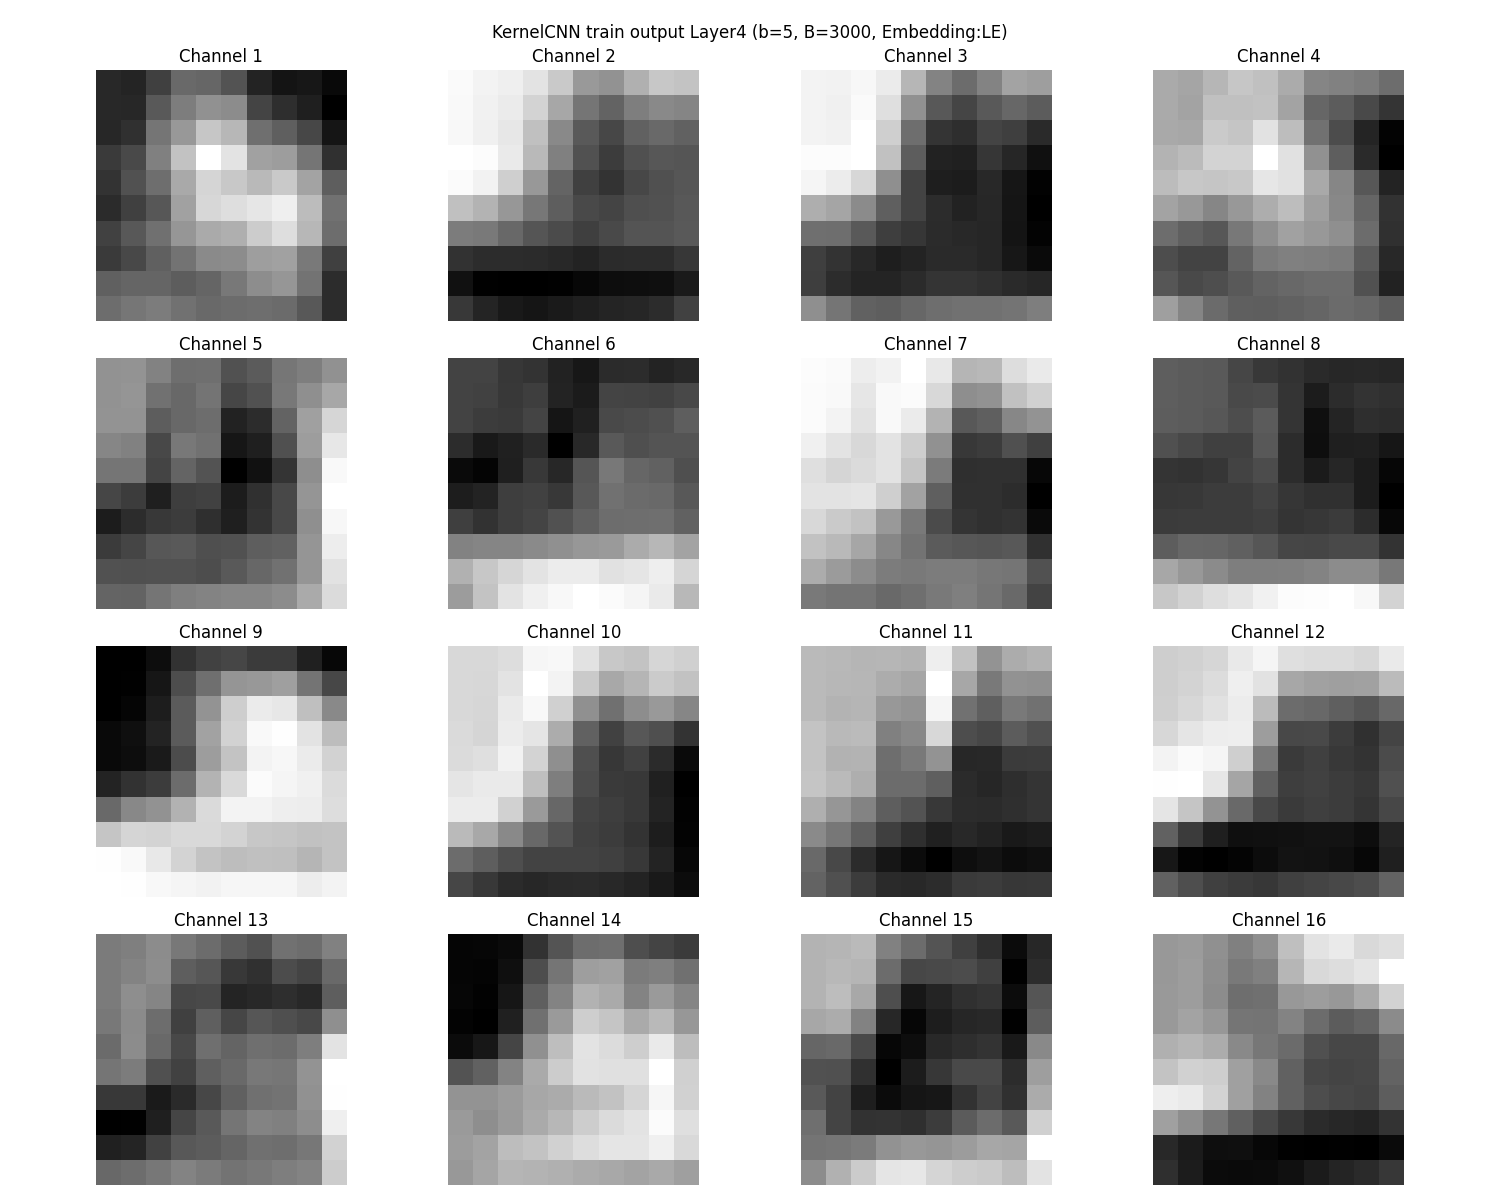 KernelCNN train output Layer4 (b=5, B=3000, Embedding:LE)
Channel 1 Channel 2 Channel 3 Channel 4
Channel 5 Channel 6 Channel 7 Channel 8
Channel 9 Channel 10 Channel 11 Channel 12
Channel 13 Channel 14 Channel 15 Channel 16